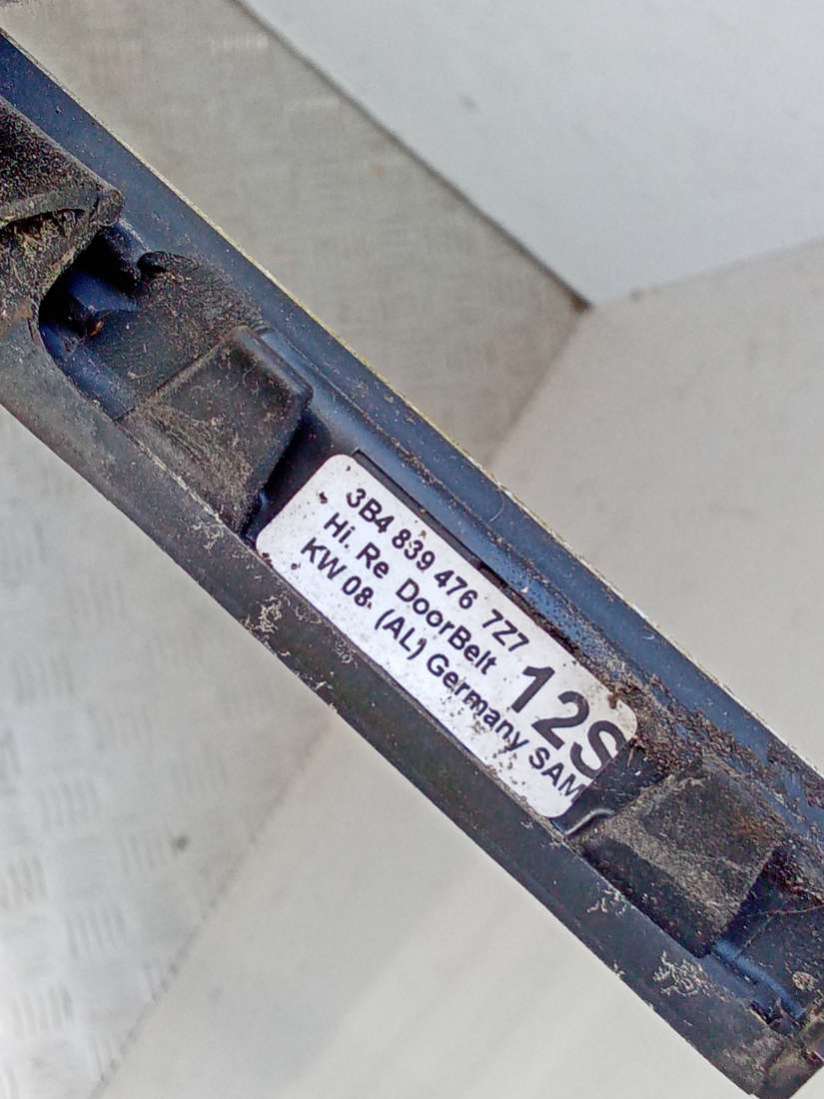 3B4 839 476 7Z7
Hi. Re DoorBelt
12S
KW 08. (AL) Germany SAM